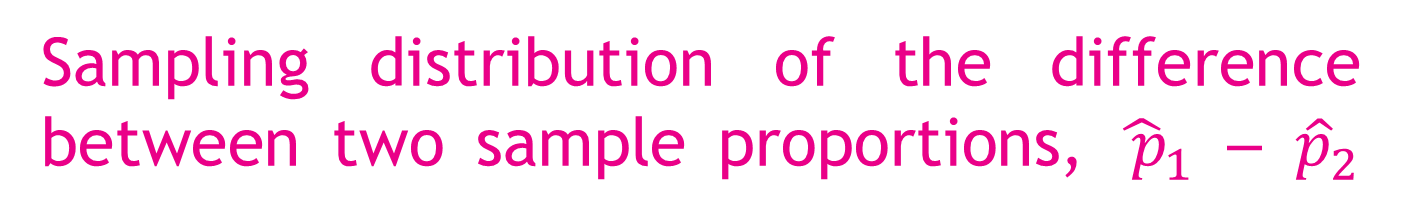 Sampling distribution of the difference
between two sample proportions, p̂₁ − p̂₂